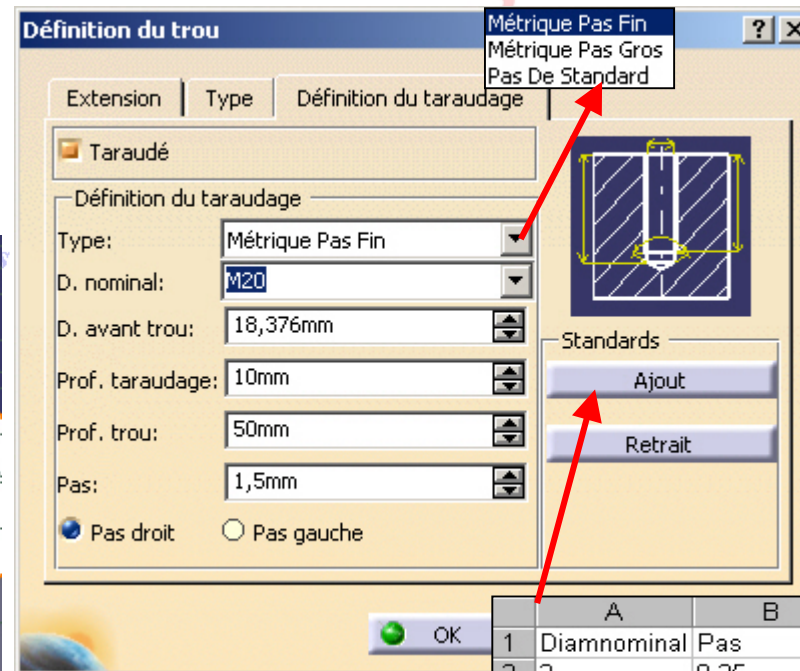 Définition du trou
?
Métrique Pas Fin
Métrique Pas Gros
Pas De Standard
Extension
Type
Définition du taraudage
Taraudé
Définition du taraudage
Type:
Métrique Pas Fin
D. nominal:
M20
D. avant trou:
18,376mm
Prof. taraudage:
10mm
Prof. trou:
50mm
Pas:
1,5mm
Pas droit
Pas gauche
Standards
Ajout
Retrait
OK
A B
1 Diamnominal Pas